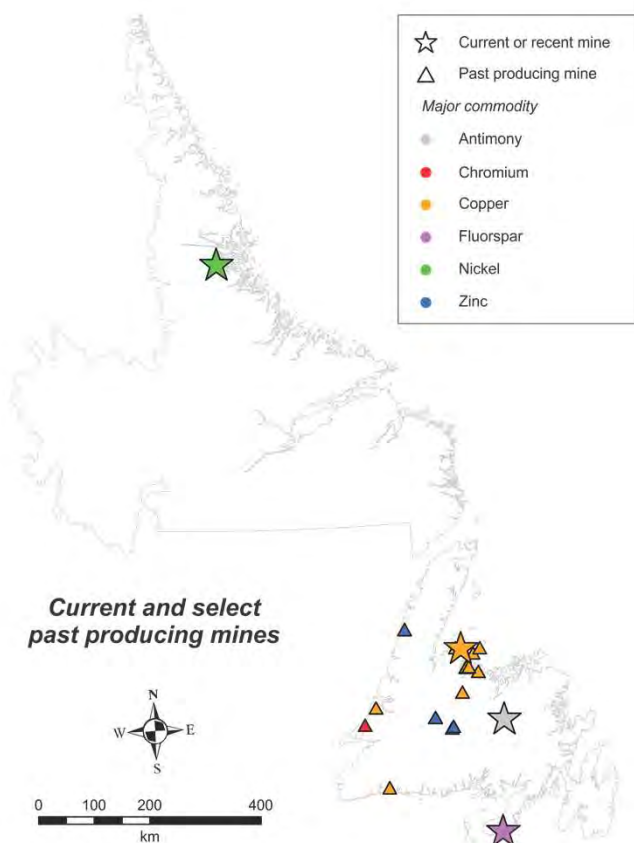 Current or recent mine
Past producing mine
Major commodity
Antimony
Chromium
Copper
Fluorspar
Nickel
Zinc
Current and select
past producing mines
N
W E
S
0 100 200 400
km